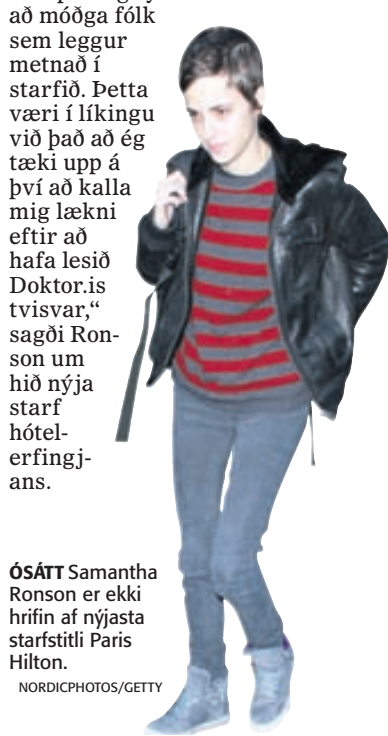 að móðga fólk
sem leggur
metnað í
starfið. Þetta
væri í líkingu
við það að ég
tæki upp á
því að kalla
mig lækni
eftir að
hafa lesið
Doktor.is
tvisvar,“
sagði Ron-
son um
hið nýja
starf
hótel-
erfingj-
ans.
ÓSÁTT Samantha
Ronson er ekki
hrifin af nýjasta
starfstitli Paris
Hilton.
NORDICPHOTOS/GETTY